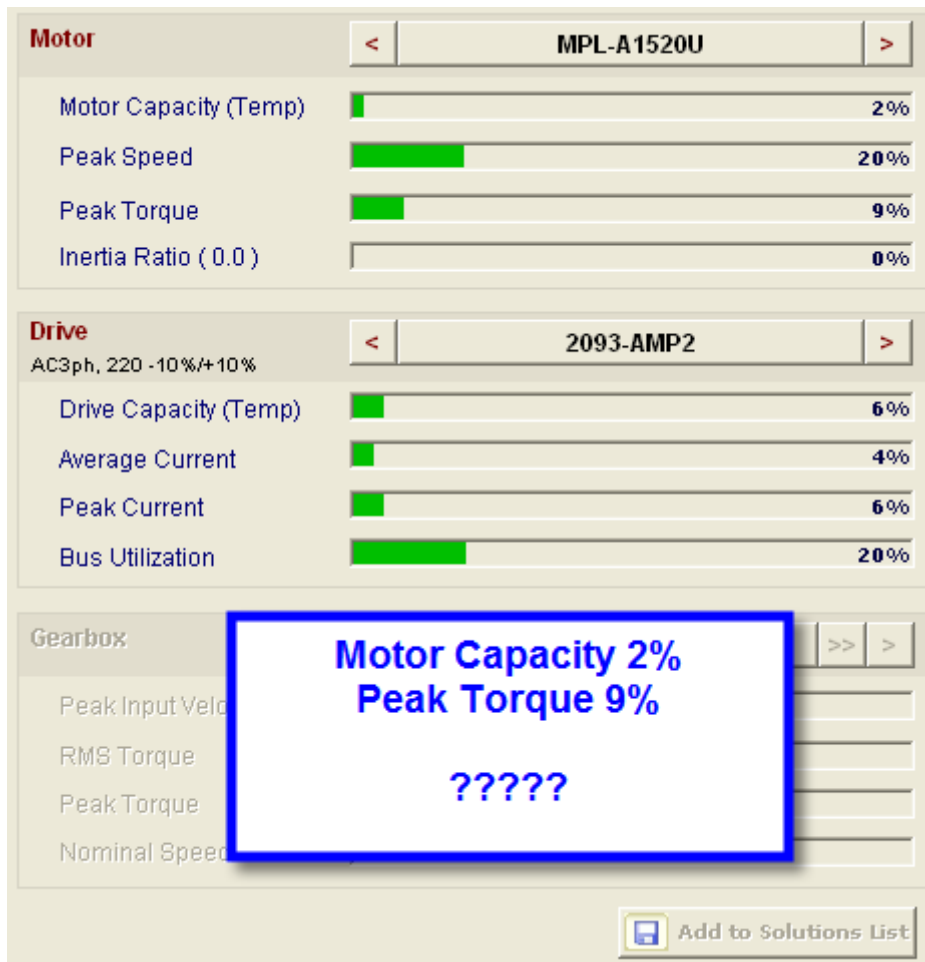 Motor < MPL-A1520U >
Motor Capacity (Temp) 2%
Peak Speed 20%
Peak Torque 9%
Inertia Ratio ( 0.0 ) 0%
Drive < 2093-AMP2 >
AC3ph, 220 -10%/+10%
Drive Capacity (Temp) 6%
Average Current 4%
Peak Current 6%
Bus Utilization 20%
Gearbox >> >
Motor Capacity 2%
Peak Torque 9%
?????
Peak Input Velo
RMS Torque
Peak Torque
Nominal Speed
Add to Solutions List